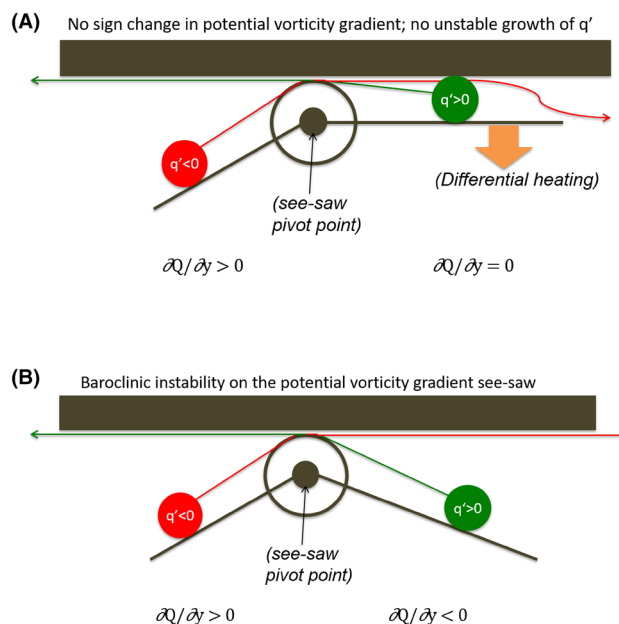 (A)
No sign change in potential vorticity gradient; no unstable growth of q'
q'<0
q'>0
(see-saw
pivot point)
(Differential heating)
∂Q/∂y > 0
∂Q/∂y = 0
(B)
Baroclinic instability on the potential vorticity gradient see-saw
q'<0
q'>0
(see-saw
pivot point)
∂Q/∂y > 0
∂Q/∂y < 0